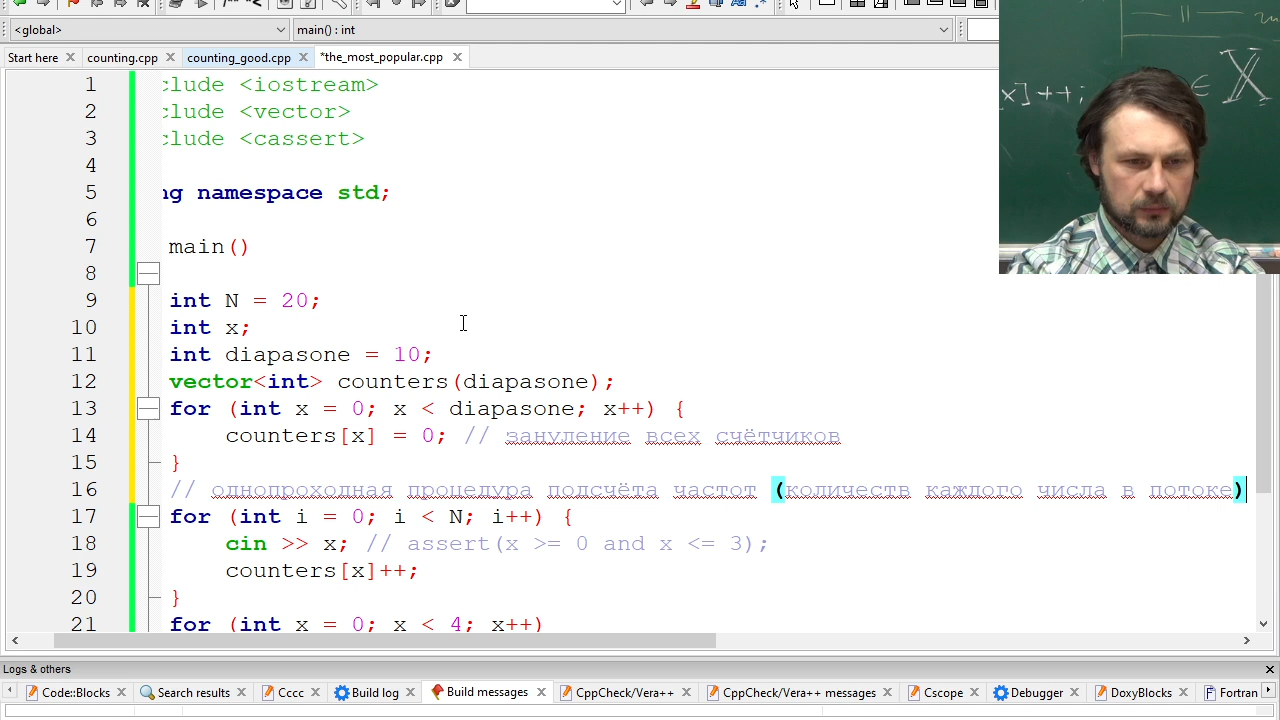 <global>
main() : int
Start here
counting.cpp
counting_good.cpp
*the_most_popular.cpp
1 clude <iostream>
2 clude <vector>
3 clude <cassert>
4
5 ng namespace std;
6
7 main()
8
9 int N = 20;
10 int x;
11 int diapasone = 10;
12 vector<int> counters(diapasone);
13 for (int x = 0; x < diapasone; x++) {
14 counters[x] = 0; // зануление всех счётчиков
15 }
16 // однопроходная процедура подсчёта частот (количеств каждого числа в потоке)
17 for (int i = 0; i < N; i++) {
18 cin >> x; // assert(x >= 0 and x <= 3);
19 counters[x]++;
20 }
21 for (int x = 0; x < 4; x++)
x]++;
∈ X
Logs & others
Code::Blocks
Search results
Cccc
Build log
Build messages
CppCheck/Vera++
CppCheck/Vera++ messages
Cscope
Debugger
DoxyBlocks
Fortran